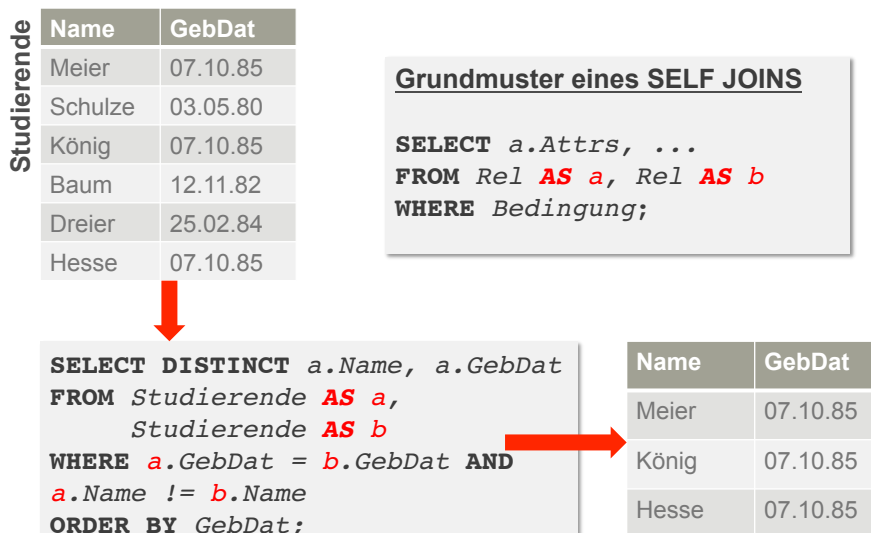 Studierende
Name GebDat
Meier 07.10.85
Schulze 03.05.80
König 07.10.85
Baum 12.11.82
Dreier 25.02.84
Hesse 07.10.85
Grundmuster eines SELF JOINS
SELECT a.Attrs, ...
FROM Rel AS a, Rel AS b
WHERE Bedingung;
SELECT DISTINCT a.Name, a.GebDat
FROM Studierende AS a,
Studierende AS b
WHERE a.GebDat = b.GebDat AND
a.Name != b.Name
ORDER BY GebDat;
Name GebDat
Meier 07.10.85
König 07.10.85
Hesse 07.10.85